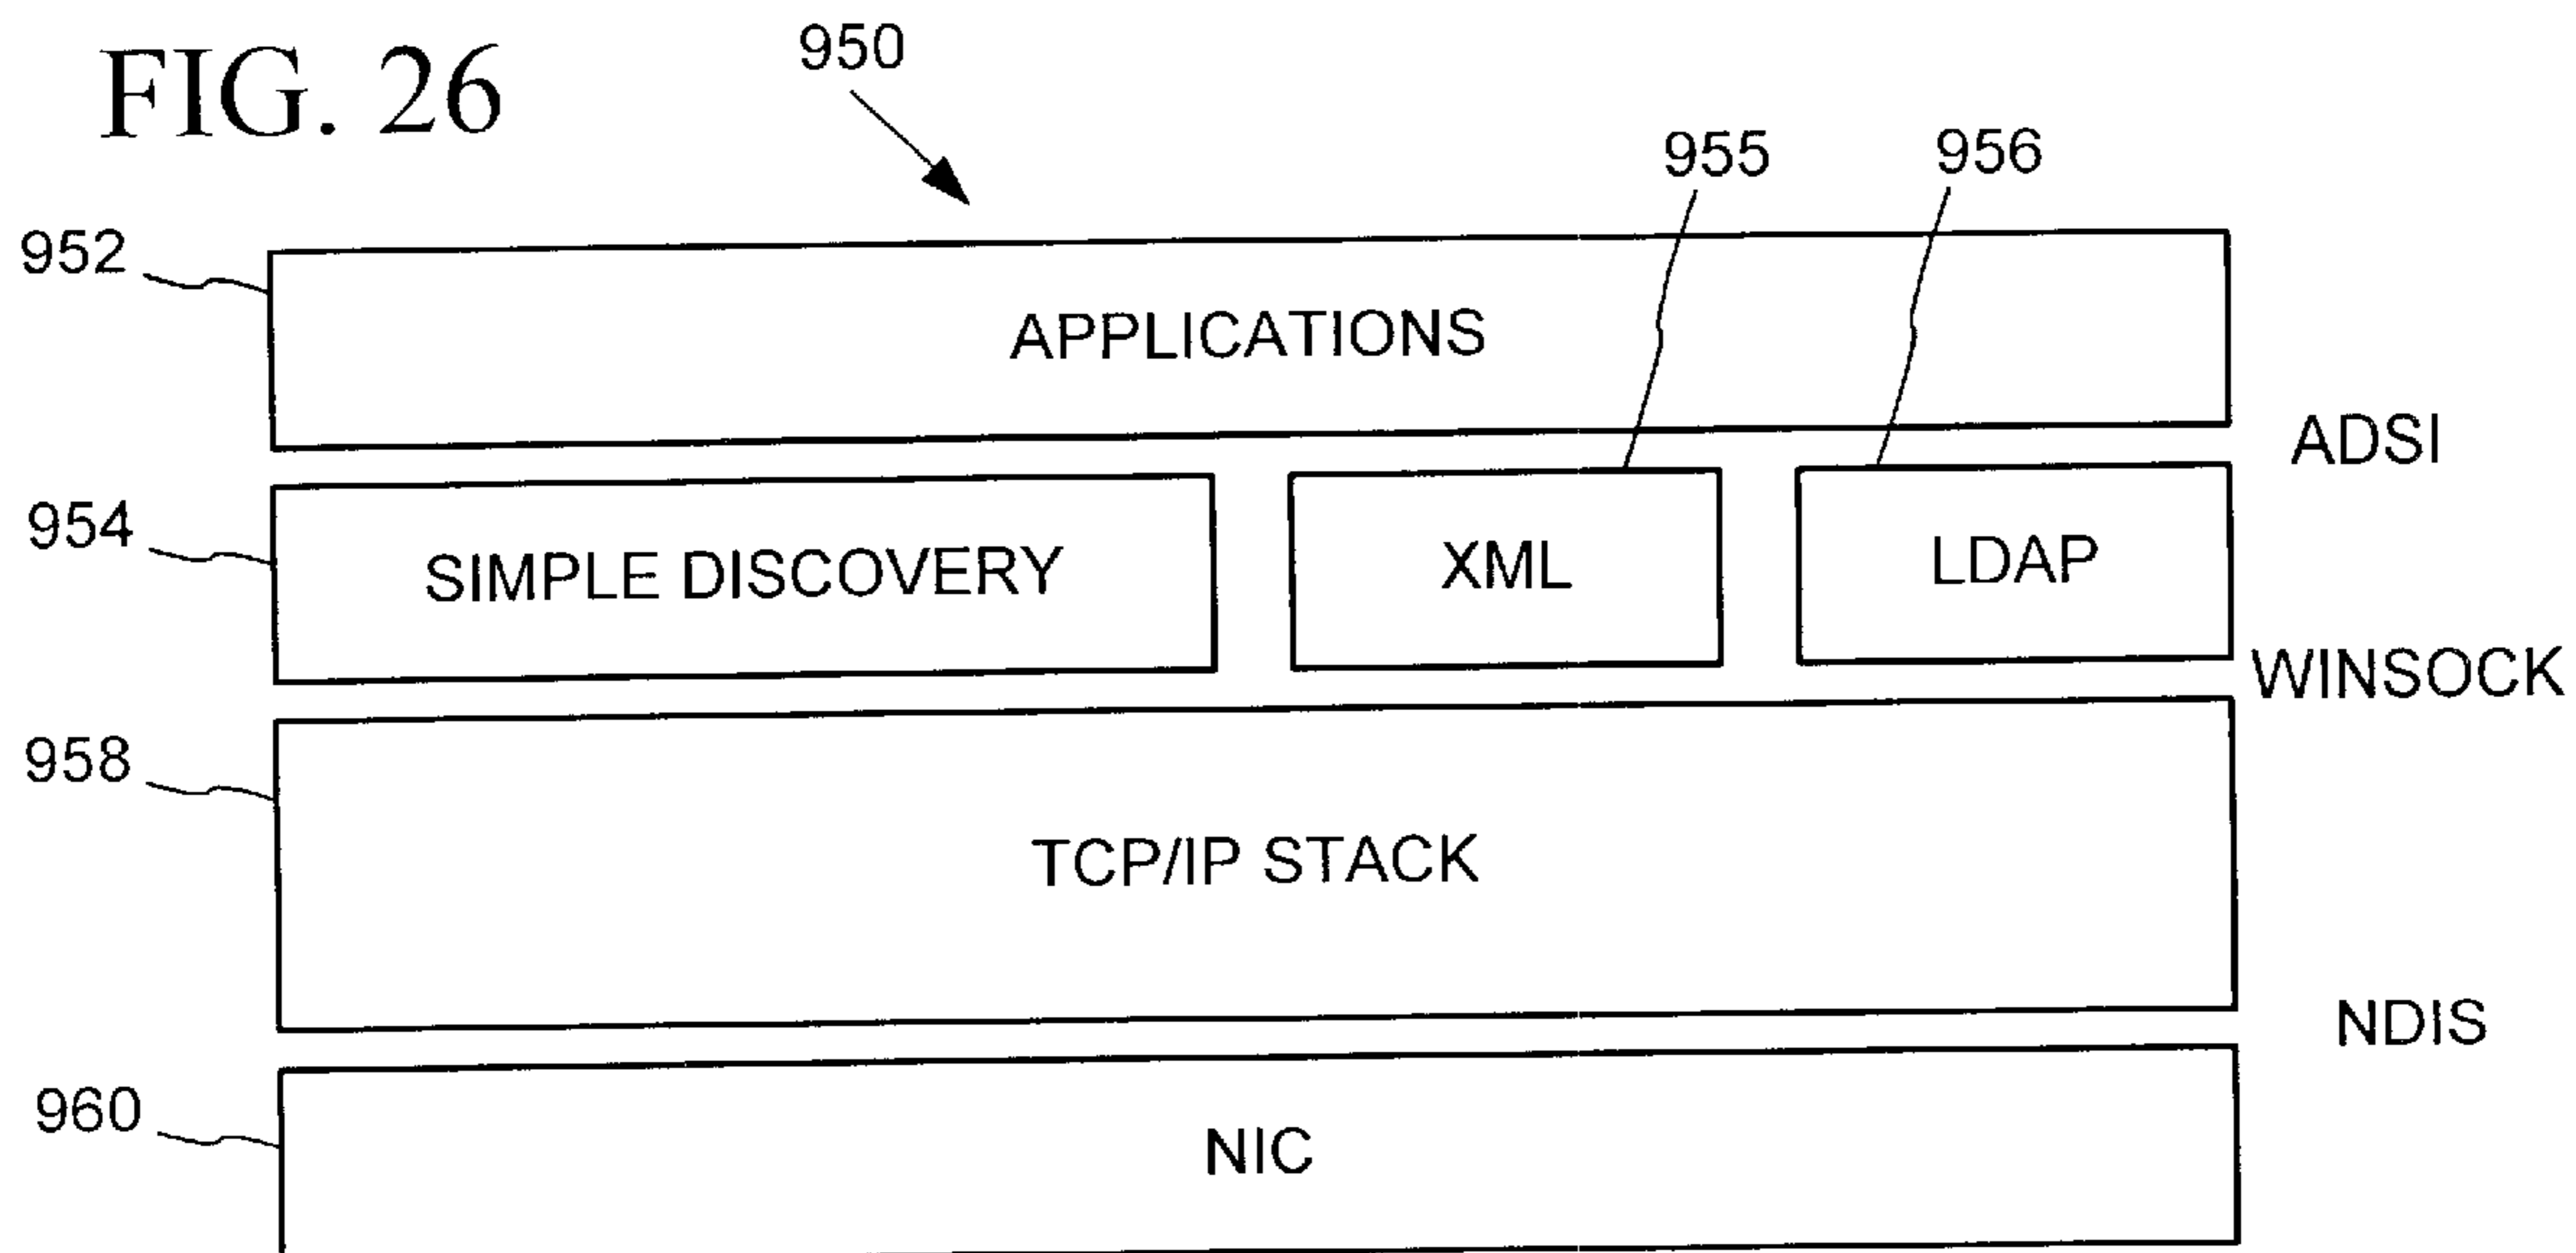 FIG. 26
950
955
956
952
APPLICATIONS
ADSI
954
SIMPLE DISCOVERY
XML
LDAP
WINSOCK
958
TCP/IP STACK
NDIS
960
NIC